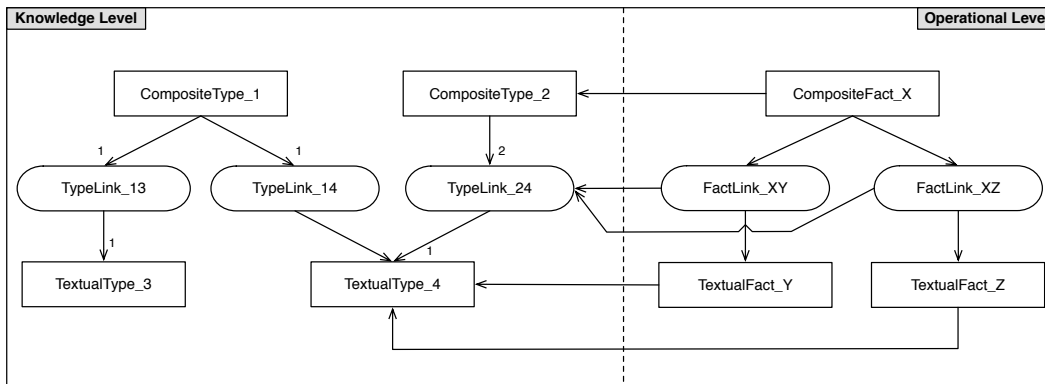 Knowledge Level
Operational Leve
CompositeType_1
CompositeType_2
CompositeFact_X
1
1
2
TypeLink_13
TypeLink_14
TypeLink_24
FactLink_XY
FactLink_XZ
1
1
TextualType_3
TextualType_4
TextualFact_Y
TextualFact_Z